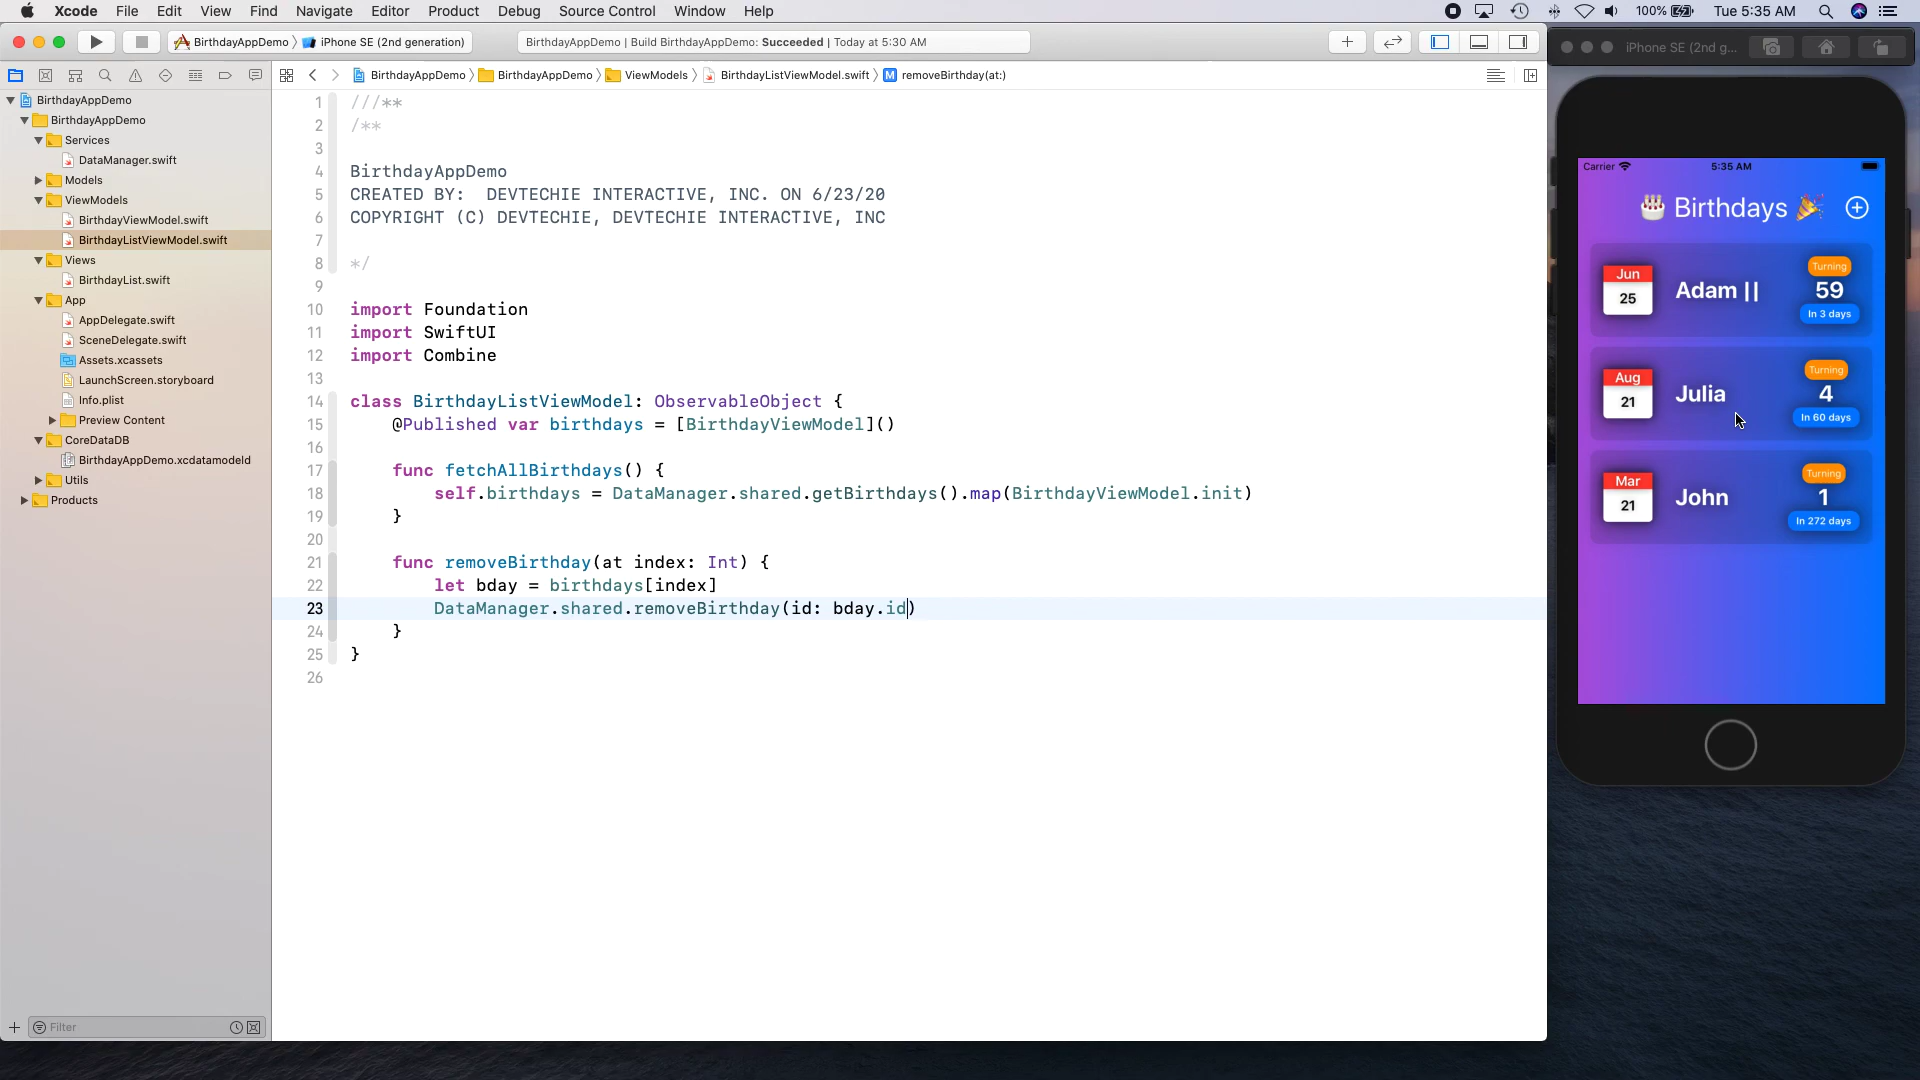 Xcode File Edit View Find Navigate Editor Product Debug Source Control Window Help
100% Tue 5:35 AM
BirthdayAppDemo 〉 iPhone SE (2nd generation)
BirthdayAppDemo | Build BirthdayAppDemo: Succeeded | Today at 5:30 AM
iPhone SE (2nd g...
BirthdayAppDemo 〉 BirthdayAppDemo 〉 ViewModels 〉 BirthdayListViewModel.swift 〉 M removeBirthday(at:)
BirthdayAppDemo
BirthdayAppDemo
Services
DataManager.swift
Models
ViewModels
BirthdayViewModel.swift
BirthdayListViewModel.swift
Views
BirthdayList.swift
App
AppDelegate.swift
SceneDelegate.swift
Assets.xcassets
LaunchScreen.storyboard
Info.plist
Preview Content
CoreDataDB
BirthdayAppDemo.xcdatamodeld
Utils
Products
Filter
1 ///**
2 /**
3
4 BirthdayAppDemo
5 CREATED BY:  DEVTECHIE INTERACTIVE, INC. ON 6/23/20
6 COPYRIGHT (C) DEVTECHIE, DEVTECHIE INTERACTIVE, INC
7
8 */
9
10 import Foundation
11 import SwiftUI
12 import Combine
13
14 class BirthdayListViewModel: ObservableObject {
15     @Published var birthdays = [BirthdayViewModel]()
16
17     func fetchAllBirthdays() {
18         self.birthdays = DataManager.shared.getBirthdays().map(BirthdayViewModel.init)
19     }
20
21     func removeBirthday(at index: Int) {
22         let bday = birthdays[index]
23         DataManager.shared.removeBirthday(id: bday.id)
24     }
25 }
26
Carrier 5:35 AM
🎂 Birthdays 🎉
Jun
25
Adam ||
Turning
59
In 3 days
Aug
21
Julia
Turning
4
In 60 days
Mar
21
John
Turning
1
In 272 days